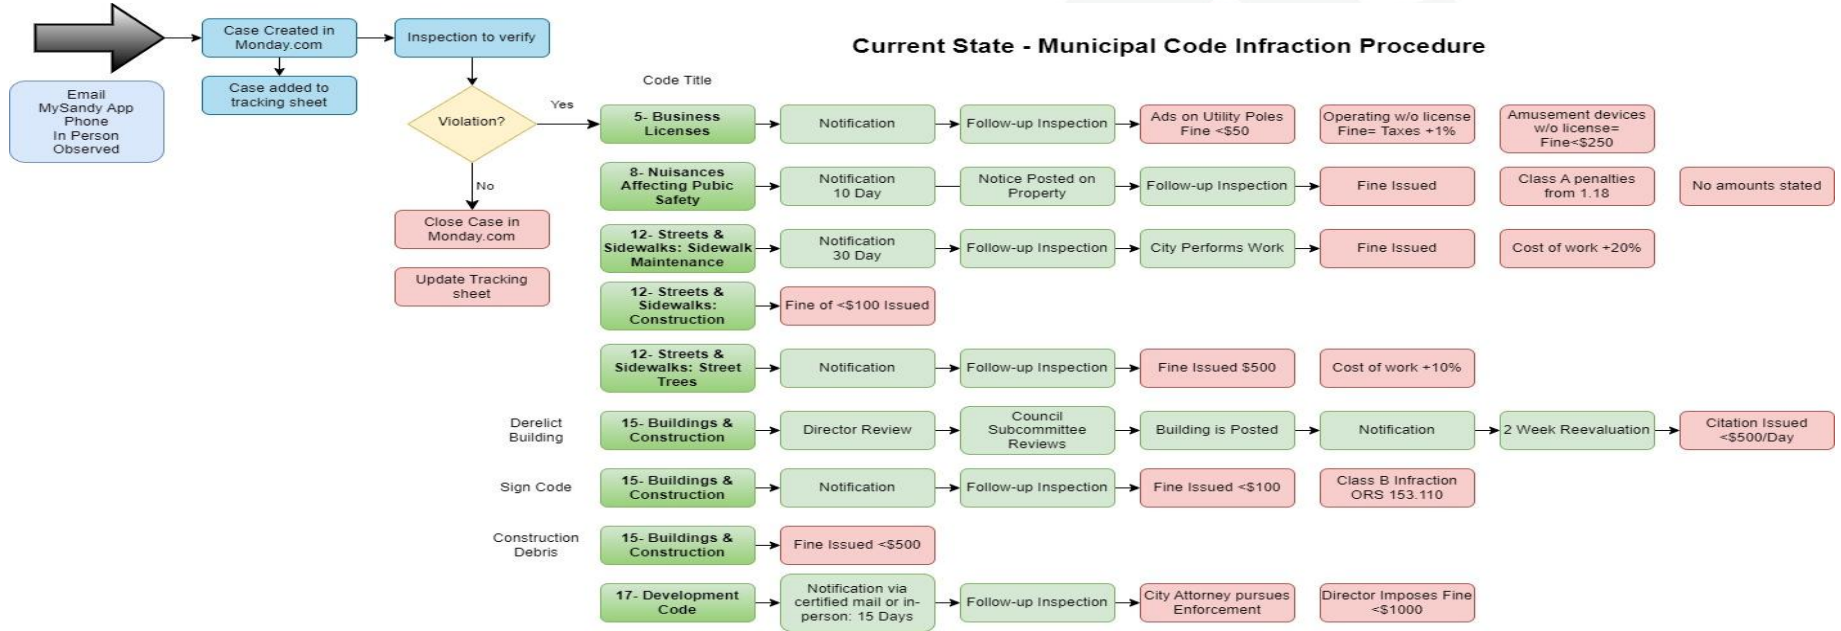 Current State - Municipal Code Infraction Procedure
Case Created in
Monday.com
Inspection to verify
Case added to
tracking sheet
Email
MySandy App
Phone
In Person
Observed
Violation?
Yes
No
Close Case in
Monday.com
Update Tracking
sheet
Code Title
5- Business
Licenses
Notification
Follow-up Inspection
Ads on Utility Poles
Fine <$50
Operating w/o license
Fine= Taxes +1%
Amusement devices
w/o license=
Fine<$250
8- Nuisances
Affecting Pubic
Safety
Notification
10 Day
Notice Posted on
Property
Follow-up Inspection
Fine Issued
Class A penalties
from 1.18
No amounts stated
12- Streets &
Sidewalks: Sidewalk
Maintenance
Notification
30 Day
Follow-up Inspection
City Performs Work
Fine Issued
Cost of work +20%
12- Streets &
Sidewalks:
Construction
Fine of <$100 Issued
12- Streets &
Sidewalks: Street
Trees
Notification
Follow-up Inspection
Fine Issued $500
Cost of work +10%
Derelict
Building
15- Buildings &
Construction
Director Review
Council
Subcommittee
Reviews
Building is Posted
Notification
2 Week Reevaluation
Citation Issued
<$500/Day
Sign Code
15- Buildings &
Construction
Notification
Follow-up Inspection
Fine Issued <$100
Class B Infraction
ORS 153.110
Construction
Debris
15- Buildings &
Construction
Fine Issued <$500
17- Development
Code
Notification via
certified mail or in-
person: 15 Days
Follow-up Inspection
City Attorney pursues
Enforcement
Director Imposes Fine
<$1000